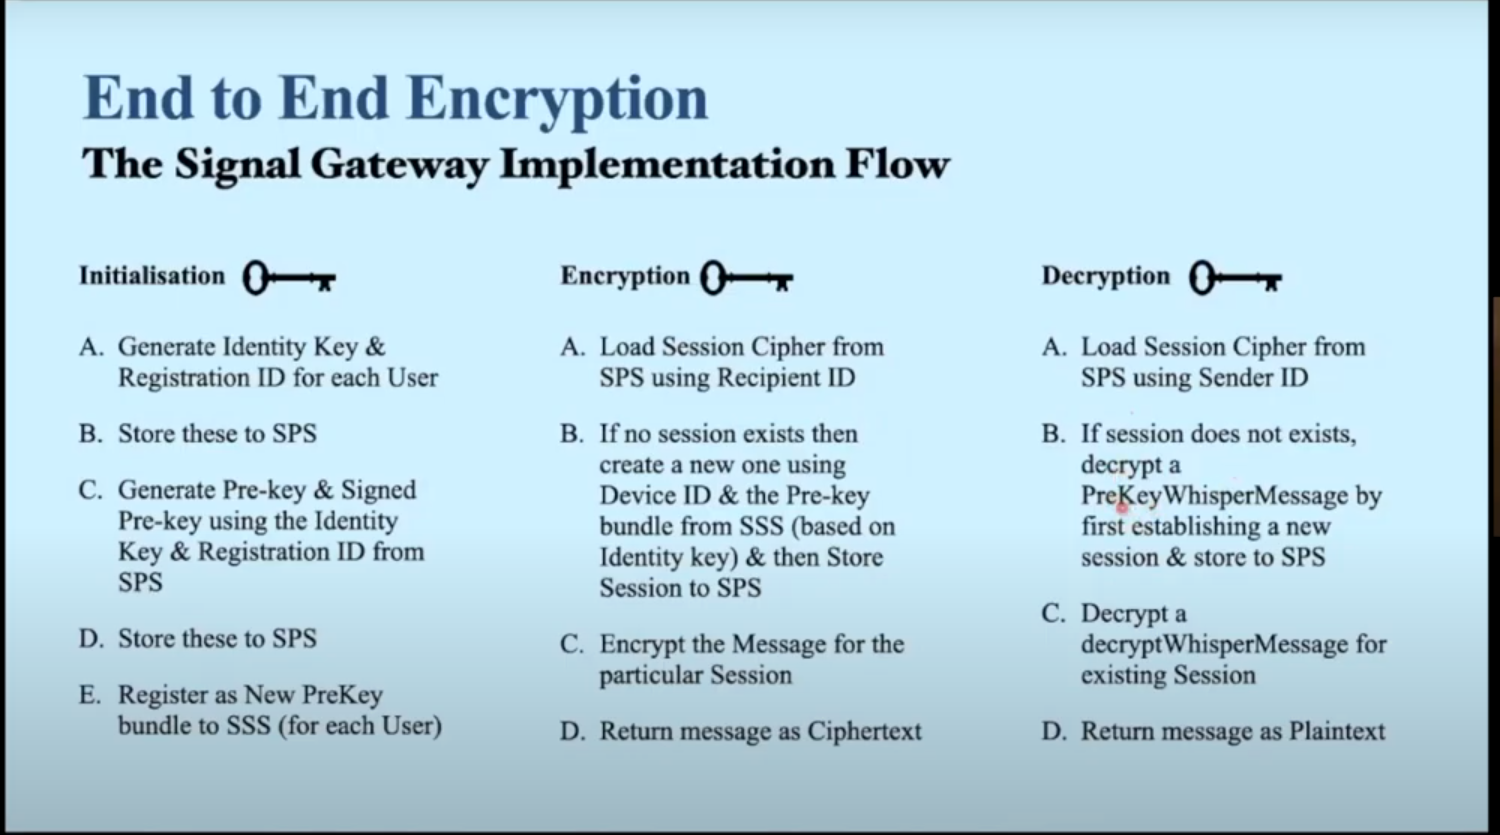 End to End Encryption
The Signal Gateway Implementation Flow
Initialisation
A. Generate Identity Key &
Registration ID for each User
B. Store these to SPS
C. Generate Pre-key & Signed
Pre-key using the Identity
Key & Registration ID from
SPS
D. Store these to SPS
E. Register as New PreKey
bundle to SSS (for each User)
Encryption
A. Load Session Cipher from
SPS using Recipient ID
B. If no session exists then
create a new one using
Device ID & the Pre-key
bundle from SSS (based on
Identity key) & then Store
Session to SPS
C. Encrypt the Message for the
particular Session
D. Return message as Ciphertext
Decryption
A. Load Session Cipher from
SPS using Sender ID
B. If session does not exists,
decrypt a
PreKeyWhisperMessage by
first establishing a new
session & store to SPS
C. Decrypt a
decryptWhisperMessage for
existing Session
D. Return message as Plaintext